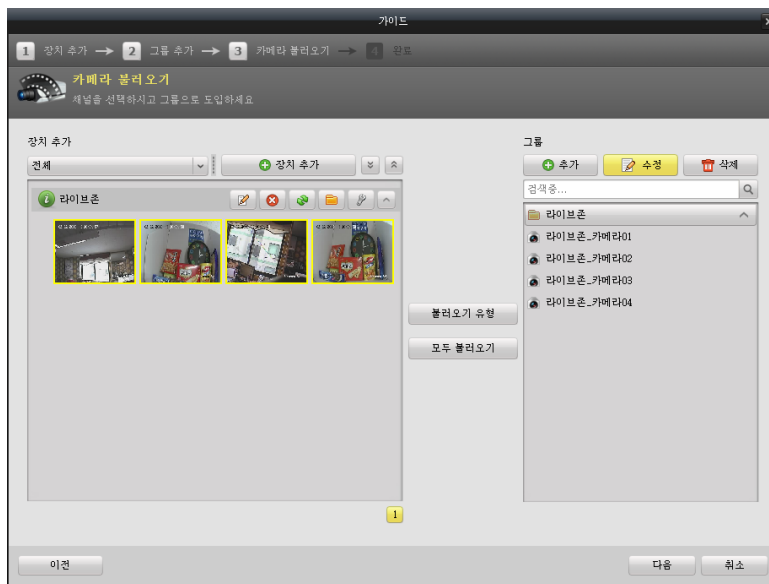 가이드
1 장치 추가 → 2 그룹 추가 → 3 카메라 불러오기 → 4 완료
카메라 불러오기
채널을 선택하시고 그룹으로 도입하세요
장치 추가
전체
장치 추가
라이브존
1
불러오기 유형
모두 불러오기
그룹
추가
수정
삭제
검색중...
라이브존
라이브존_카메라01
라이브존_카메라02
라이브존_카메라03
라이브존_카메라04
이전
다음
취소